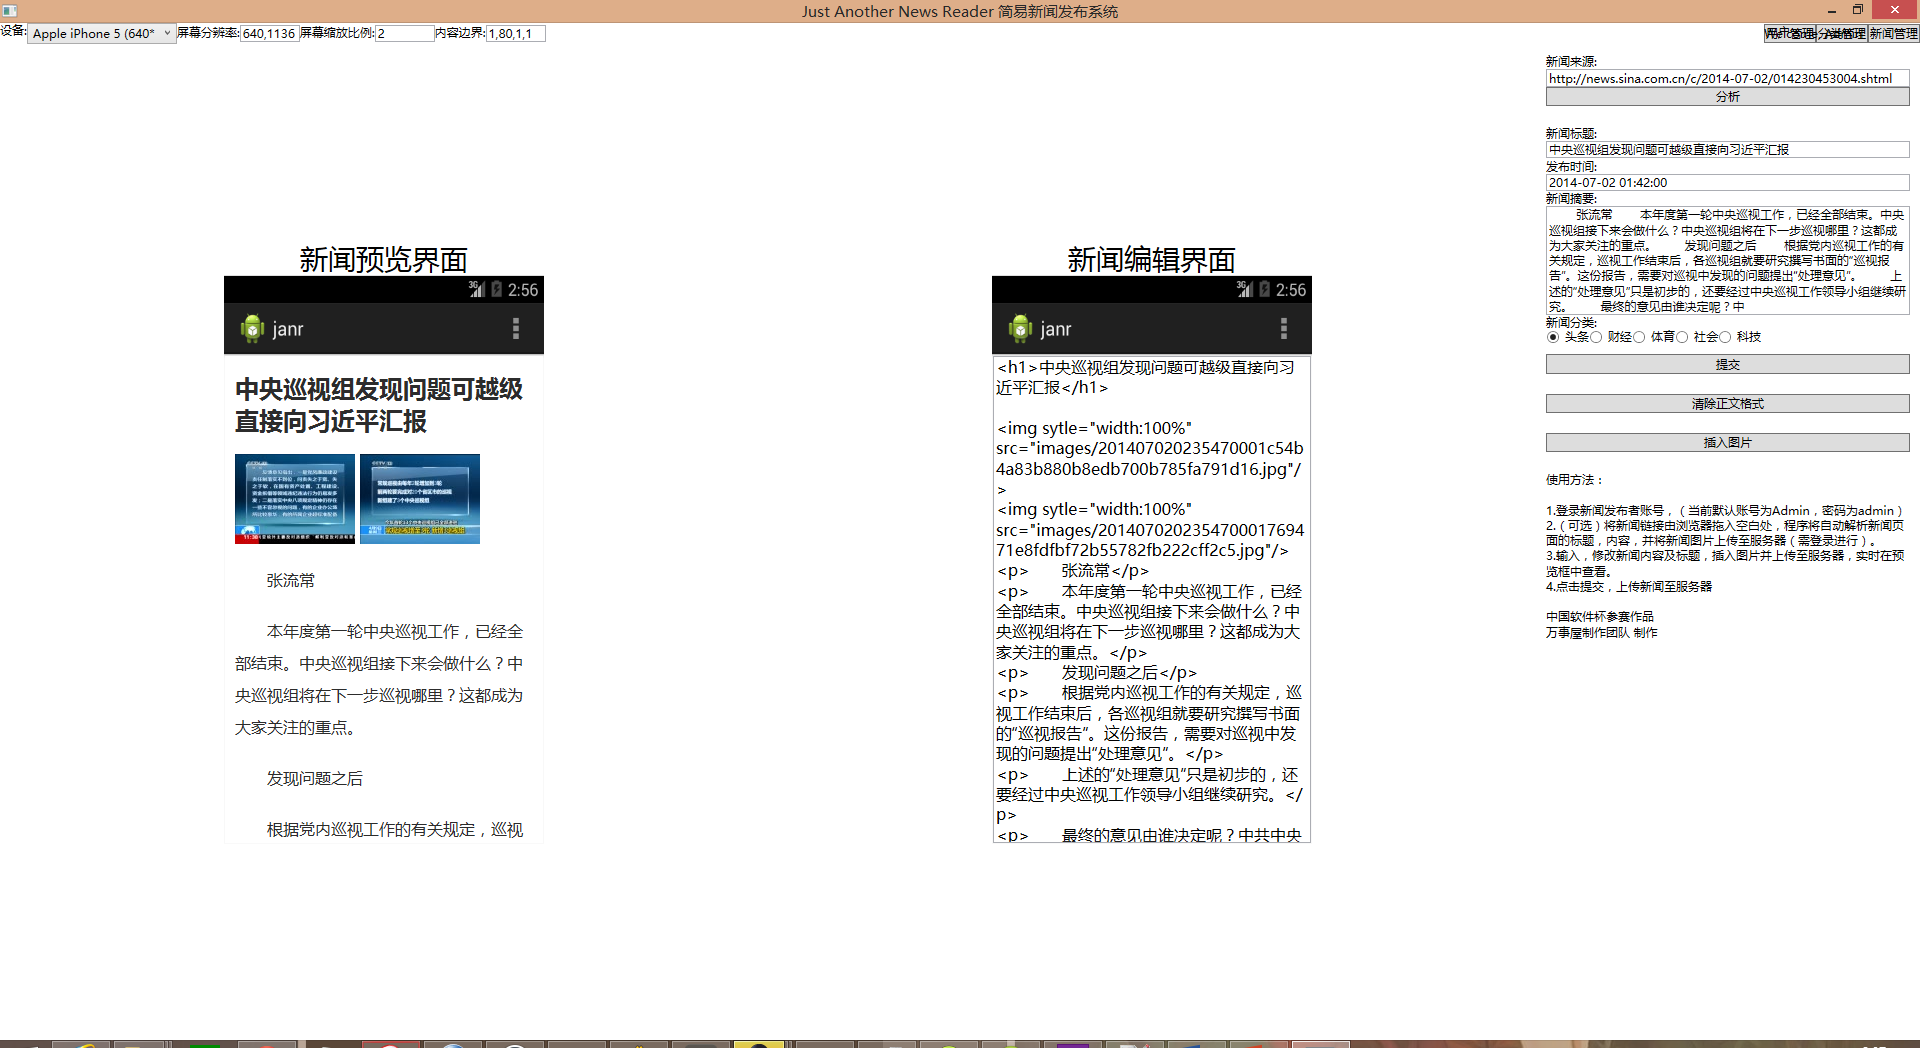 Just Another News Reader 简易新闻发布系统
设备: Apple iPhone 5 (640* 屏幕分辨率: 640,1136 屏幕缩放比例: 2 内容边界: 1,80,1,1
用户管理 分类管理 新闻管理
新闻预览界面
3G 2:56
janr
中央巡视组发现问题可越级
直接向习近平汇报
张流常
本年度第一轮中央巡视工作，已经全
部结束。中央巡视组接下来会做什么？中
央巡视组将在下一步巡视哪里？这都成为
大家关注的重点。
发现问题之后
根据党内巡视工作的有关规定，巡视
新闻编辑界面
3G 2:56
janr
<h1>中央巡视组发现问题可越级直接向习
近平汇报</h1>
<img sytle="width:100%"
src="images/201407020235470001c54b
4a83b880b8edb700b785fa791d16.jpg"/
>
<img sytle="width:100%"
src="images/2014070202354700017694
71e8fdfbf72b55782fb222cff2c5.jpg"/>
<p>　　张流常</p>
<p>　　本年度第一轮中央巡视工作，已经
全部结束。中央巡视组接下来会做什么？中
央巡视组将在下一步巡视哪里？这都成为大
家关注的重点。</p>
<p>　　发现问题之后</p>
<p>　　根据党内巡视工作的有关规定，巡
视工作结束后，各巡视组就要研究撰写书面
的“巡视报告”。这份报告，需要对巡视中发
现的问题提出“处理意见”。</p>
<p>　　上述的“处理意见”只是初步的，还
要经过中央巡视工作领导小组继续研究。</
p>
<p>　　最终的意见由谁决定呢？中共中央
新闻来源:
http://news.sina.com.cn/c/2014-07-02/014230453004.shtml
分析
新闻标题:
中央巡视组发现问题可越级直接向习近平汇报
发布时间:
2014-07-02 01:42:00
新闻摘要:
张流常　　本年度第一轮中央巡视工作，已经全部结束。中央
巡视组接下来会做什么？中央巡视组将在下一步巡视哪里？这都成
为大家关注的重点。　　发现问题之后　　根据党内巡视工作的有
关规定，巡视工作结束后，各巡视组就要研究撰写书面的“巡视报
告”。这份报告，需要对巡视中发现的问题提出“处理意见”。　　上
述的“处理意见”只是初步的，还要经过中央巡视工作领导小组继续研
究。　　最终的意见由谁决定呢？中
新闻分类:
头条 财经 体育 社会 科技
提交
清除正文格式
插入图片
使用方法：
1.登录新闻发布者账号，（当前默认账号为Admin，密码为admin）
2.（可选）将新闻链接由浏览器拖入空白处，程序将自动解析新闻页
面的标题，内容，并将新闻图片上传至服务器（需登录进行）。
3.输入，修改新闻内容及标题，插入图片并上传至服务器，实时在预
览框中查看。
4.点击提交，上传新闻至服务器
中国软件杯参赛作品
万事屋制作团队 制作